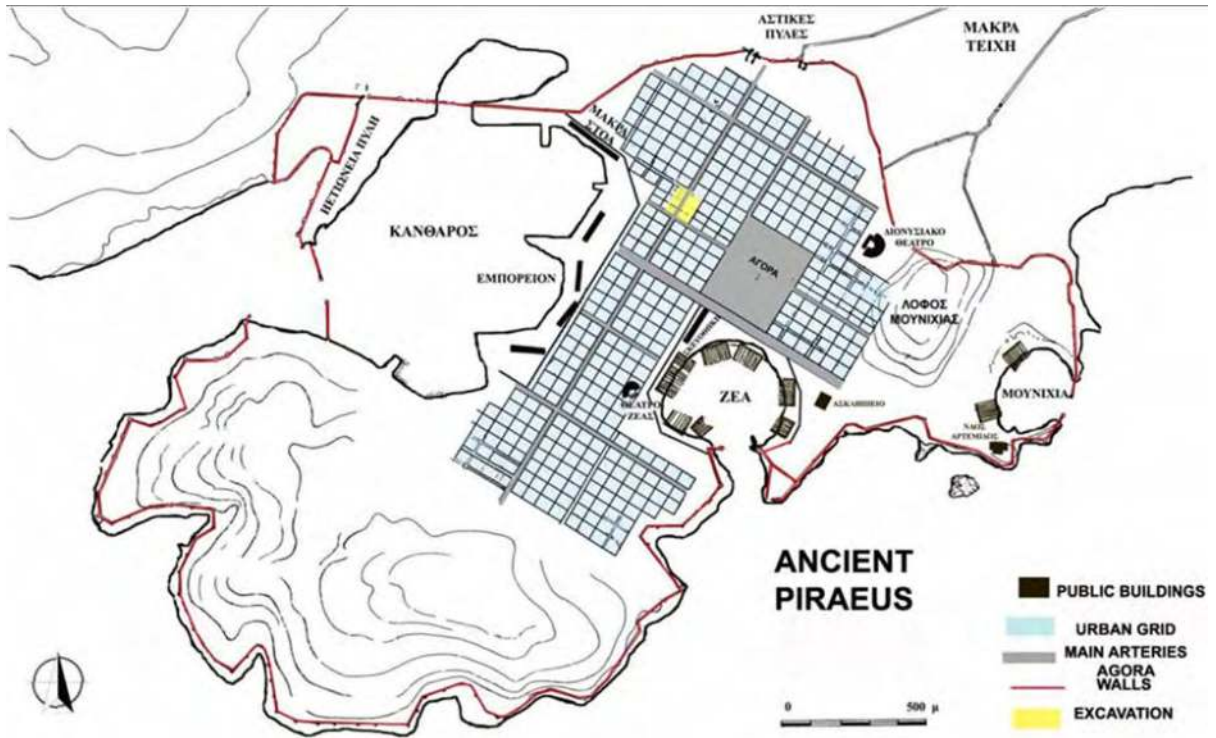 ΑΣΤΙΚΕΣ
ΠΥΛΕΣ
ΜΑΚΡΑ
ΤΕΙΧΗ
ΜΑΚΡΑ
ΣΤΟΑ
ΗΕΤΙΩΝΕΙΑ ΠΥΛΗ
ΚΑΝΘΑΡΟΣ
ΔΙΟΝΥΣΙΑΚΟ
ΘΕΑΤΡΟ
ΑΓΟΡΑ
ΕΜΠΟΡΕΙΟΝ
ΛΟΦΟΣ
ΜΟΥΝΙΧΙΑΣ
ΖΕΑ
ΘΕΑΤΡΟ
ΖΕΑΣ
ΑΣΚΛΗΠΙΕΙΟ
ΜΟΥΝΙΧΙΑ
ΝΑΟΣ
ΑΡΤΕΜΙΔΟΣ
ANCIENT
PIRAEUS
PUBLIC BUILDINGS
URBAN GRID
MAIN ARTERIES
AGORA
WALLS
EXCAVATION
0 500 μ